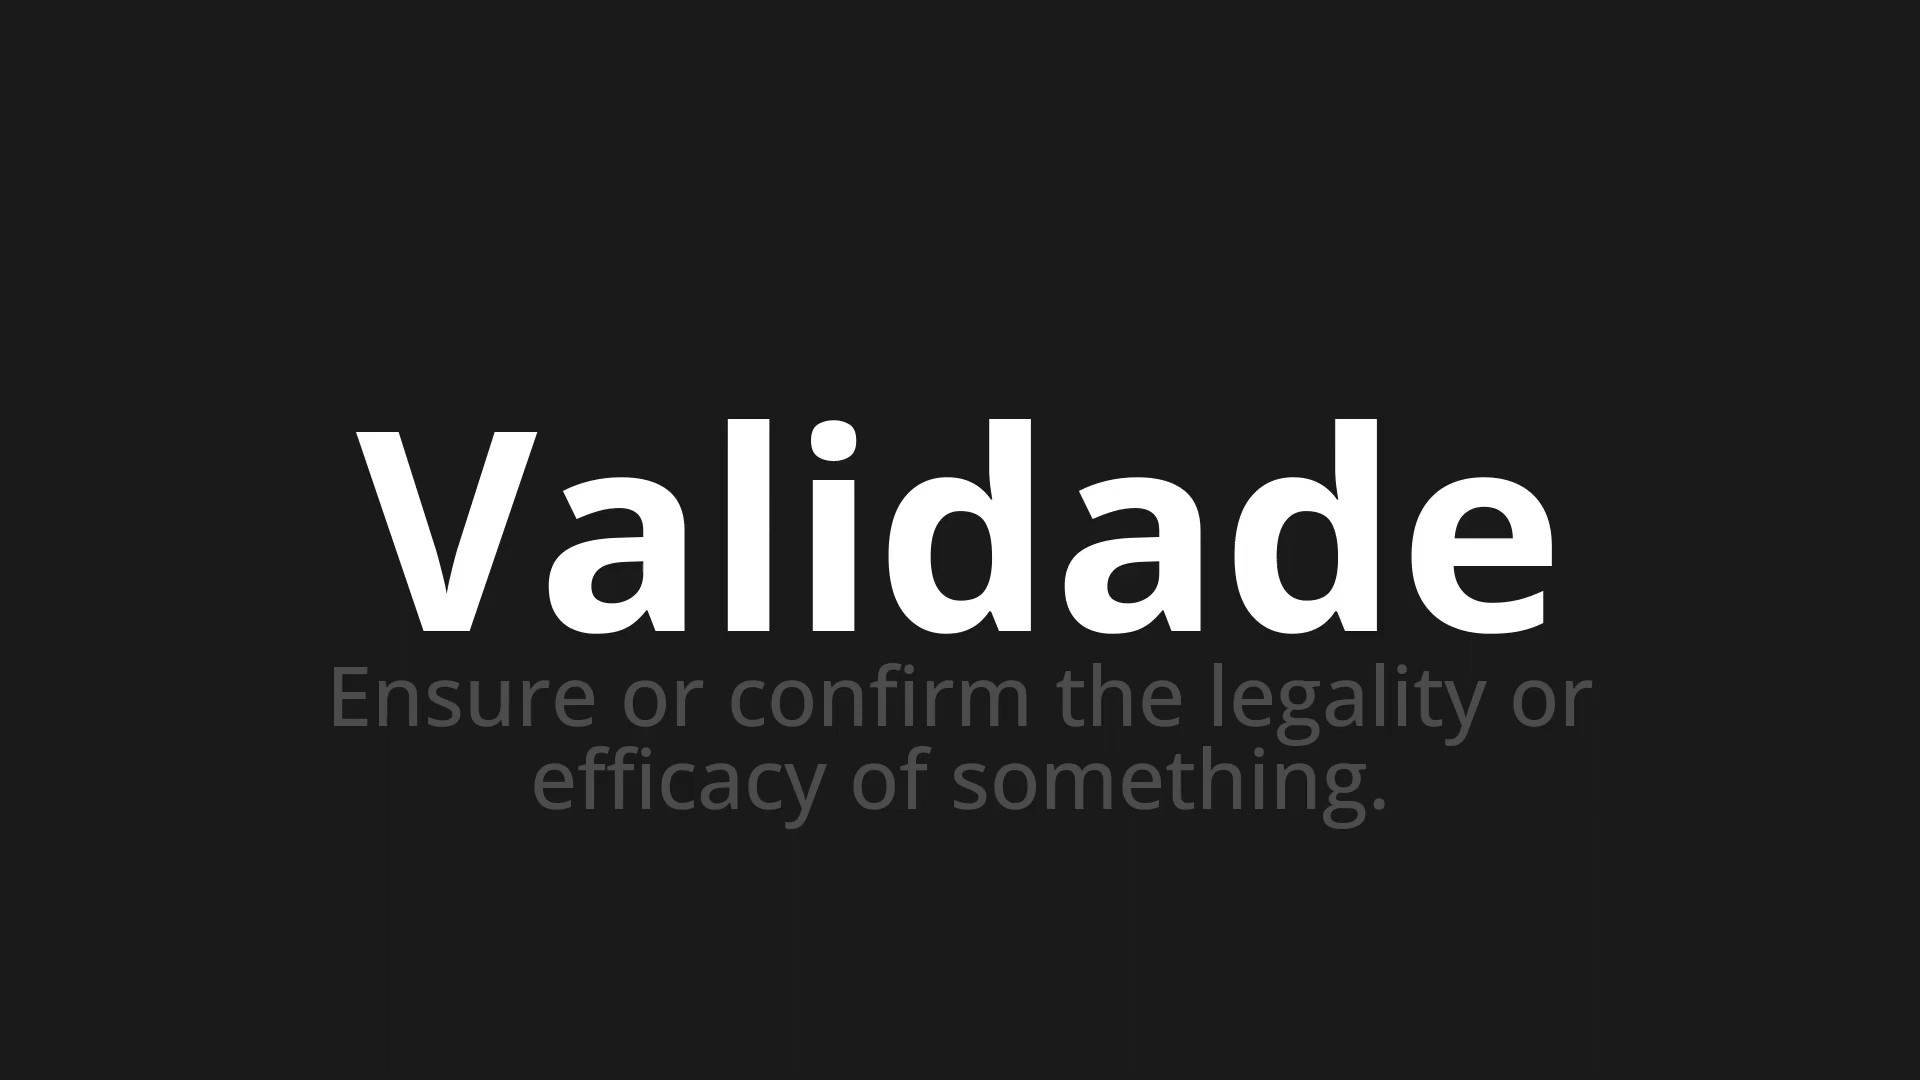 Validade
Ensure or confirm the legality or
efficacy of something.